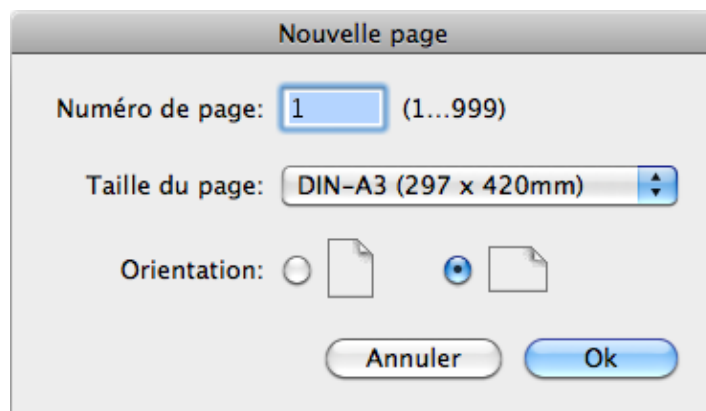 Nouvelle page
Numéro de page: 1 (1...999)
Taille du page: DIN-A3 (297 x 420mm)
Orientation:
Annuler Ok